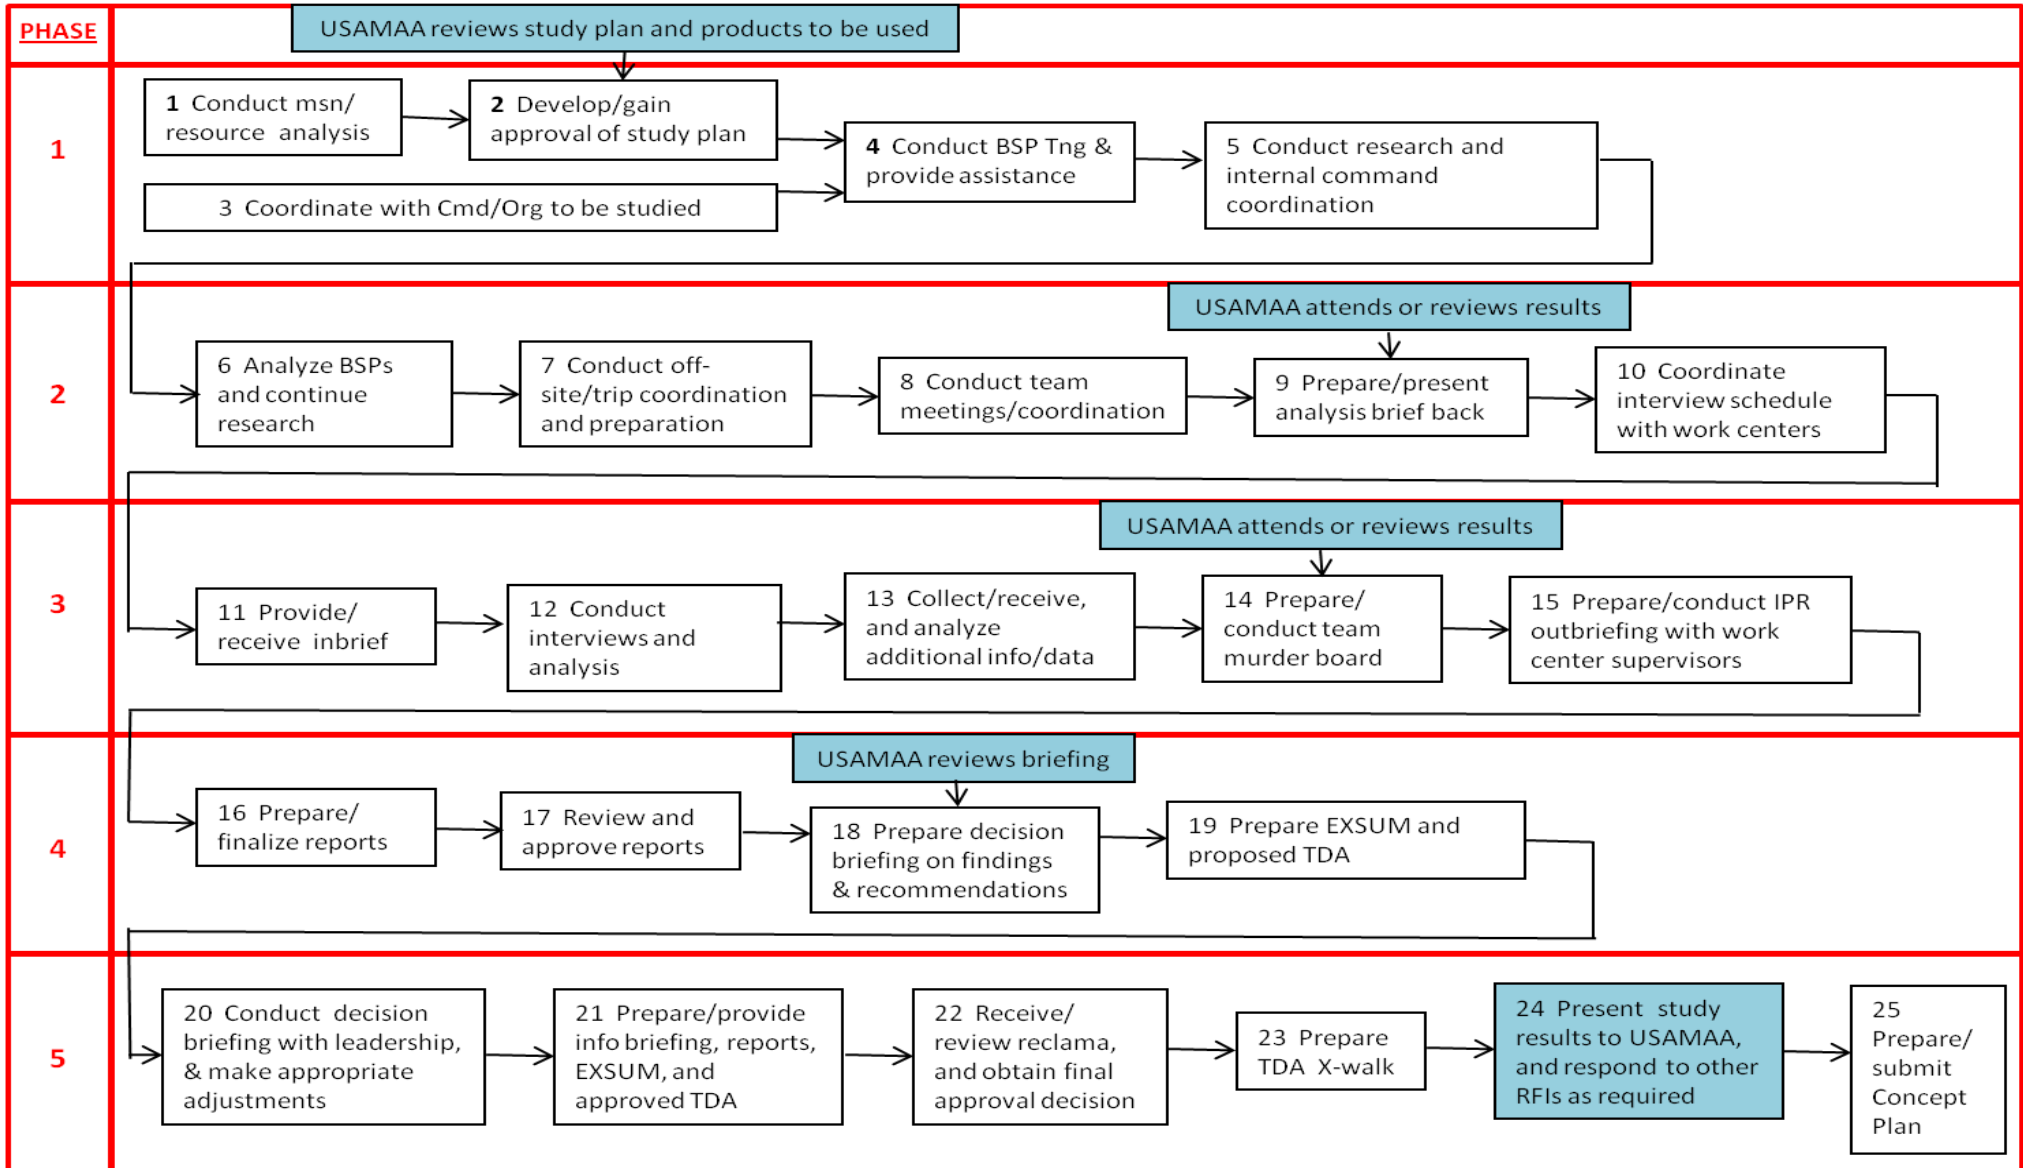 PHASE
USAMAA reviews study plan and products to be used
1
1 Conduct msn/
resource analysis
2 Develop/gain
approval of study plan
3 Coordinate with Cmd/Org to be studied
4 Conduct BSP Tng &
provide assistance
5 Conduct research and
internal command
coordination
2
USAMAA attends or reviews results
6 Analyze BSPs
and continue
research
7 Conduct off-
site/trip coordination
and preparation
8 Conduct team
meetings/coordination
9 Prepare/present
analysis brief back
10 Coordinate
interview schedule
with work centers
3
USAMAA attends or reviews results
11 Provide/
receive inbrief
12 Conduct
interviews and
analysis
13 Collect/receive,
and analyze
additional info/data
14 Prepare/
conduct team
murder board
15 Prepare/conduct IPR
outbriefing with work
center supervisors
4
USAMAA reviews briefing
16 Prepare/
finalize reports
17 Review and
approve reports
18 Prepare decision
briefing on findings
& recommendations
19 Prepare EXSUM and
proposed TDA
5
20 Conduct decision
briefing with leadership,
& make appropriate
adjustments
21 Prepare/provide
info briefing, reports,
EXSUM, and
approved TDA
22 Receive/
review reclama,
and obtain final
approval decision
23 Prepare
TDA X-walk
24 Present study
results to USAMAA,
and respond to other
RFIs as required
25
Prepare/
submit
Concept
Plan